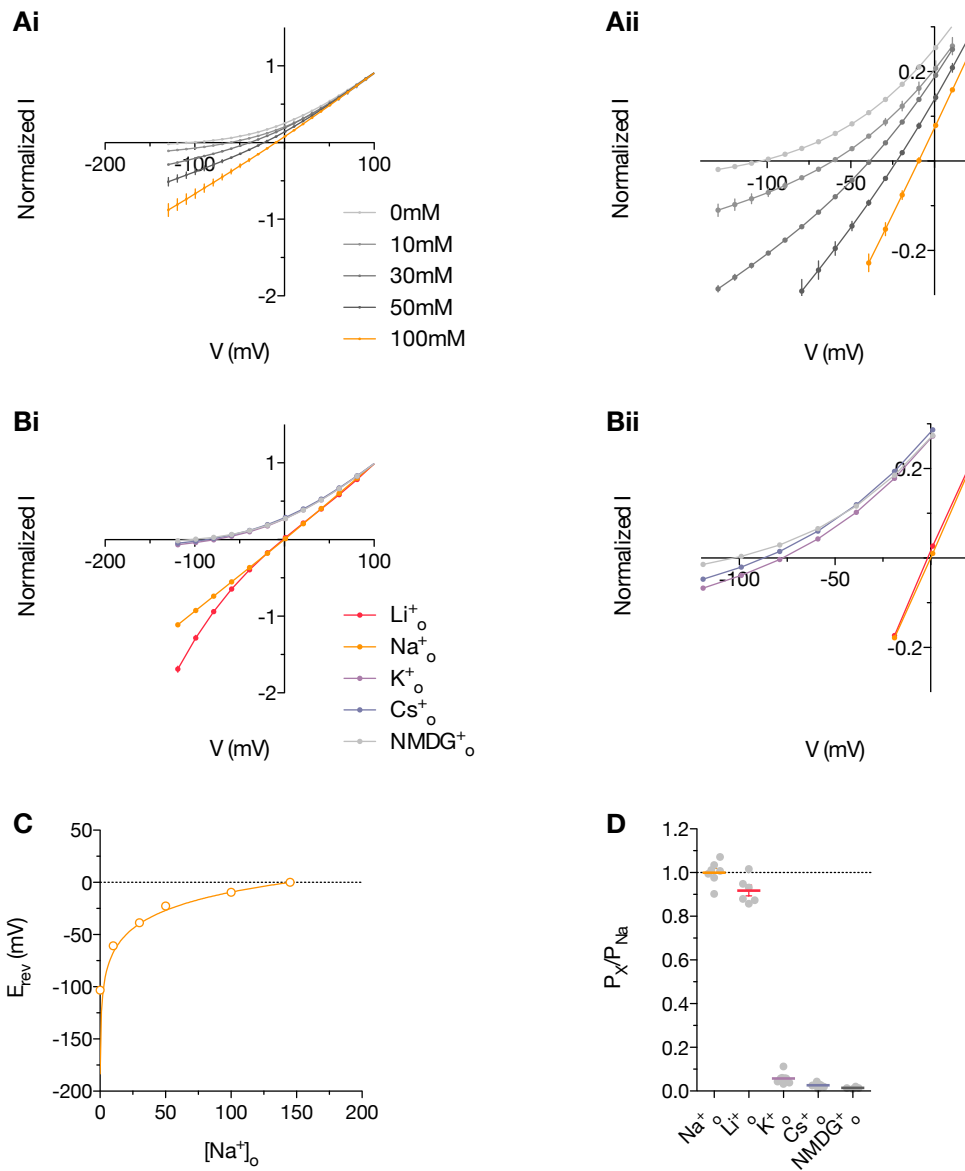 Ai
Normalized I
1
-200
-100
100
-1
-2
V (mV)
0mM
10mM
30mM
50mM
100mM
Aii
Normalized I
0.2
-100
-50
-0.2
V (mV)
Bi
Normalized I
1
-200
-100
100
-1
-2
V (mV)
Li⁺ₒ
Na⁺ₒ
K⁺ₒ
Cs⁺ₒ
NMDG⁺ₒ
Bii
Normalized I
0.2
-100
-50
-0.2
V (mV)
C
E_rev (mV)
50
0
-50
-100
-150
-200
0
50
100
150
200
[Na⁺]ₒ
D
P_X/P_Na
1.2
1.0
0.8
0.6
0.4
0.2
0.0
Na⁺ₒ
Li⁺ₒ
K⁺ₒ
Cs⁺ₒ
NMDG⁺ₒ